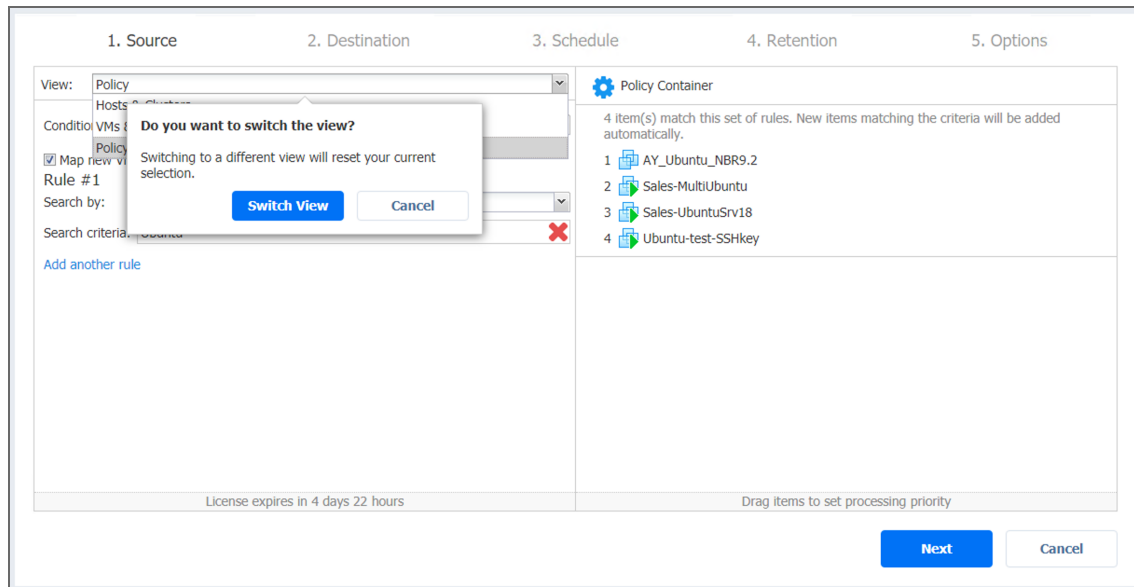 1. Source
2. Destination
3. Schedule
4. Retention
5. Options
View:
Policy
Hosts & Clusters
VMs &
Policy
Condition
Map new
Rule #1
Search by:
Search criteria: Ubuntu
Add another rule
Do you want to switch the view?
Switching to a different view will reset your current
selection.
Switch View
Cancel
License expires in 4 days 22 hours
Policy Container
4 item(s) match this set of rules. New items matching the criteria will be added
automatically.
1 AY_Ubuntu_NBR9.2
2 Sales-MultiUbuntu
3 Sales-UbuntuSrv18
4 Ubuntu-test-SSHkey
Drag items to set processing priority
Next
Cancel